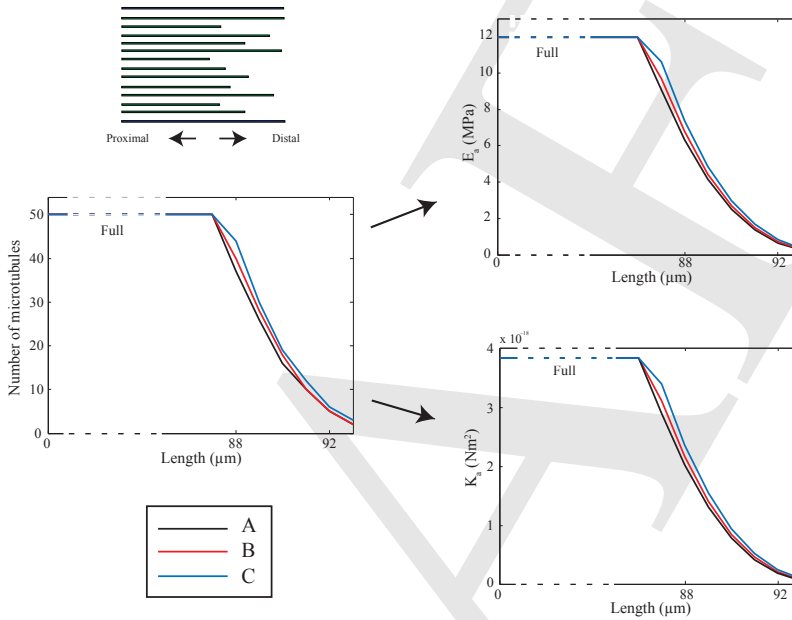 Proximal Distal
50
40
30
20
10
0
Number of microtubules
Full
0 88 92
Length (µm)
A
B
C
12
10
8
6
4
2
0
E_a (MPa)
Full
0 88 92
Length (µm)
4 x 10⁻¹⁸
3
2
1
0
K_a (Nm²)
Full
0 88 92
Length (µm)